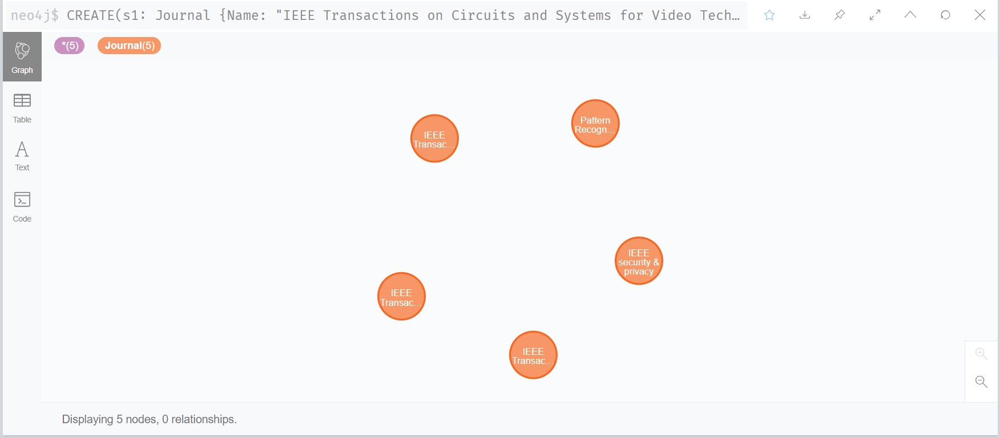 neo4j$ CREATE(s1: Journal {Name: "IEEE Transactions on Circuits and Systems for Video Tech…
*(5) Journal(5)
Graph
Table
Text
Code
IEEE
Transac…
Pattern
Recogn…
IEEE
security &
privacy
IEEE
Transac…
IEEE
Transac…
Displaying 5 nodes, 0 relationships.